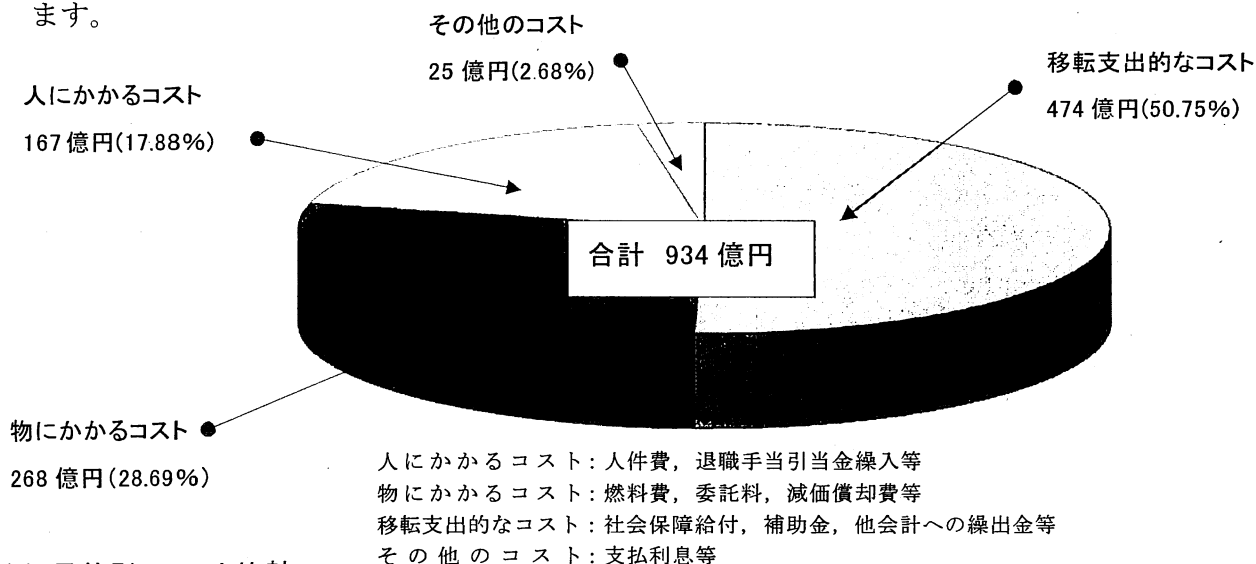 ます。
その他のコスト
25 億円(2.68%)
移転支出的なコスト
474 億円(50.75%)
人にかかるコスト
167 億円(17.88%)
合計 934 億円
物にかかるコスト
268 億円(28.69%)
人にかかるコスト：人件費，退職手当引当金繰入等
物にかかるコスト：燃料費，委託料，減価償却費等
移転支出的なコスト：社会保障給付，補助金，他会計への繰出金等
その他のコスト：支払利息等